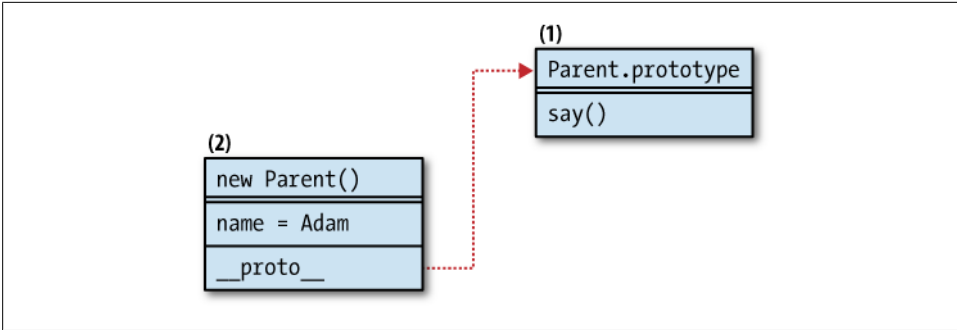 (1)
Parent.prototype
say()
(2)
new Parent()
name = Adam
__proto__